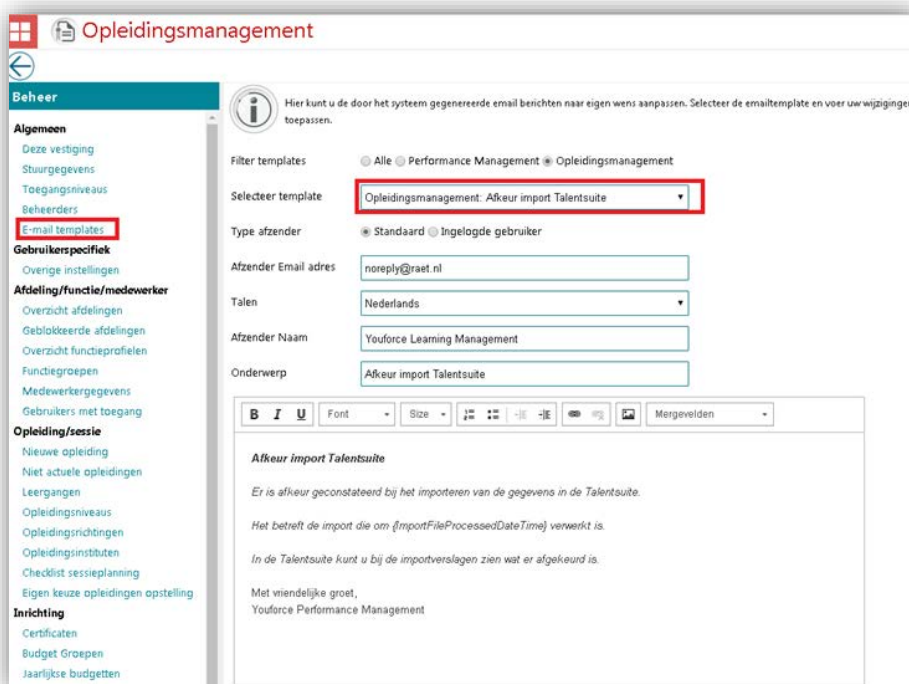 Opleidingsmanagement
Beheer
Algemeen
Deze vestiging
Stuurgegevens
Toegangsniveaus
Beheerders
E-mail templates
Gebruikerspecifiek
Overige instellingen
Afdeling/functie/medewerker
Overzicht afdelingen
Geblokkeerde afdelingen
Overzicht functieprofielen
Functiegroepen
Medewerkergegevens
Gebruikers met toegang
Opleiding/sessie
Nieuwe opleiding
Niet actuele opleidingen
Leergangen
Opleidingsniveaus
Opleidingsrichtingen
Opleidingsinstituten
Checklist sessieplanning
Eigen keuze opleidingen opstelling
Inrichting
Certificaten
Budget Groepen
Jaarlijkse budgetten
Hier kunt u de door het systeem gegenereerde email berichten naar eigen wens aanpassen. Selecteer de emailtemplate en voer uw wijzigingen
toepassen.
Filter templates Alle Performance Management Opleidingsmanagement
Selecteer template Opleidingsmanagement: Afkeur import Talentsuite
Type afzender Standaard Ingelogde gebruiker
Afzender Email adres noreply@raet.nl
Talen Nederlands
Afzender Naam Youforce Learning Management
Onderwerp Afkeur import Talentsuite
B I U Font Size Mergevelden
Afkeur import Talentsuite
Er is afkeur geconstateerd bij het importeren van de gegevens in de Talentsuite.
Het betreft de import die om {ImportFileProcessedDateTime} verwerkt is.
In de Talentsuite kunt u bij de importverslagen zien wat er afgekeurd is.
Met vriendelijke groet,
Youforce Performance Management